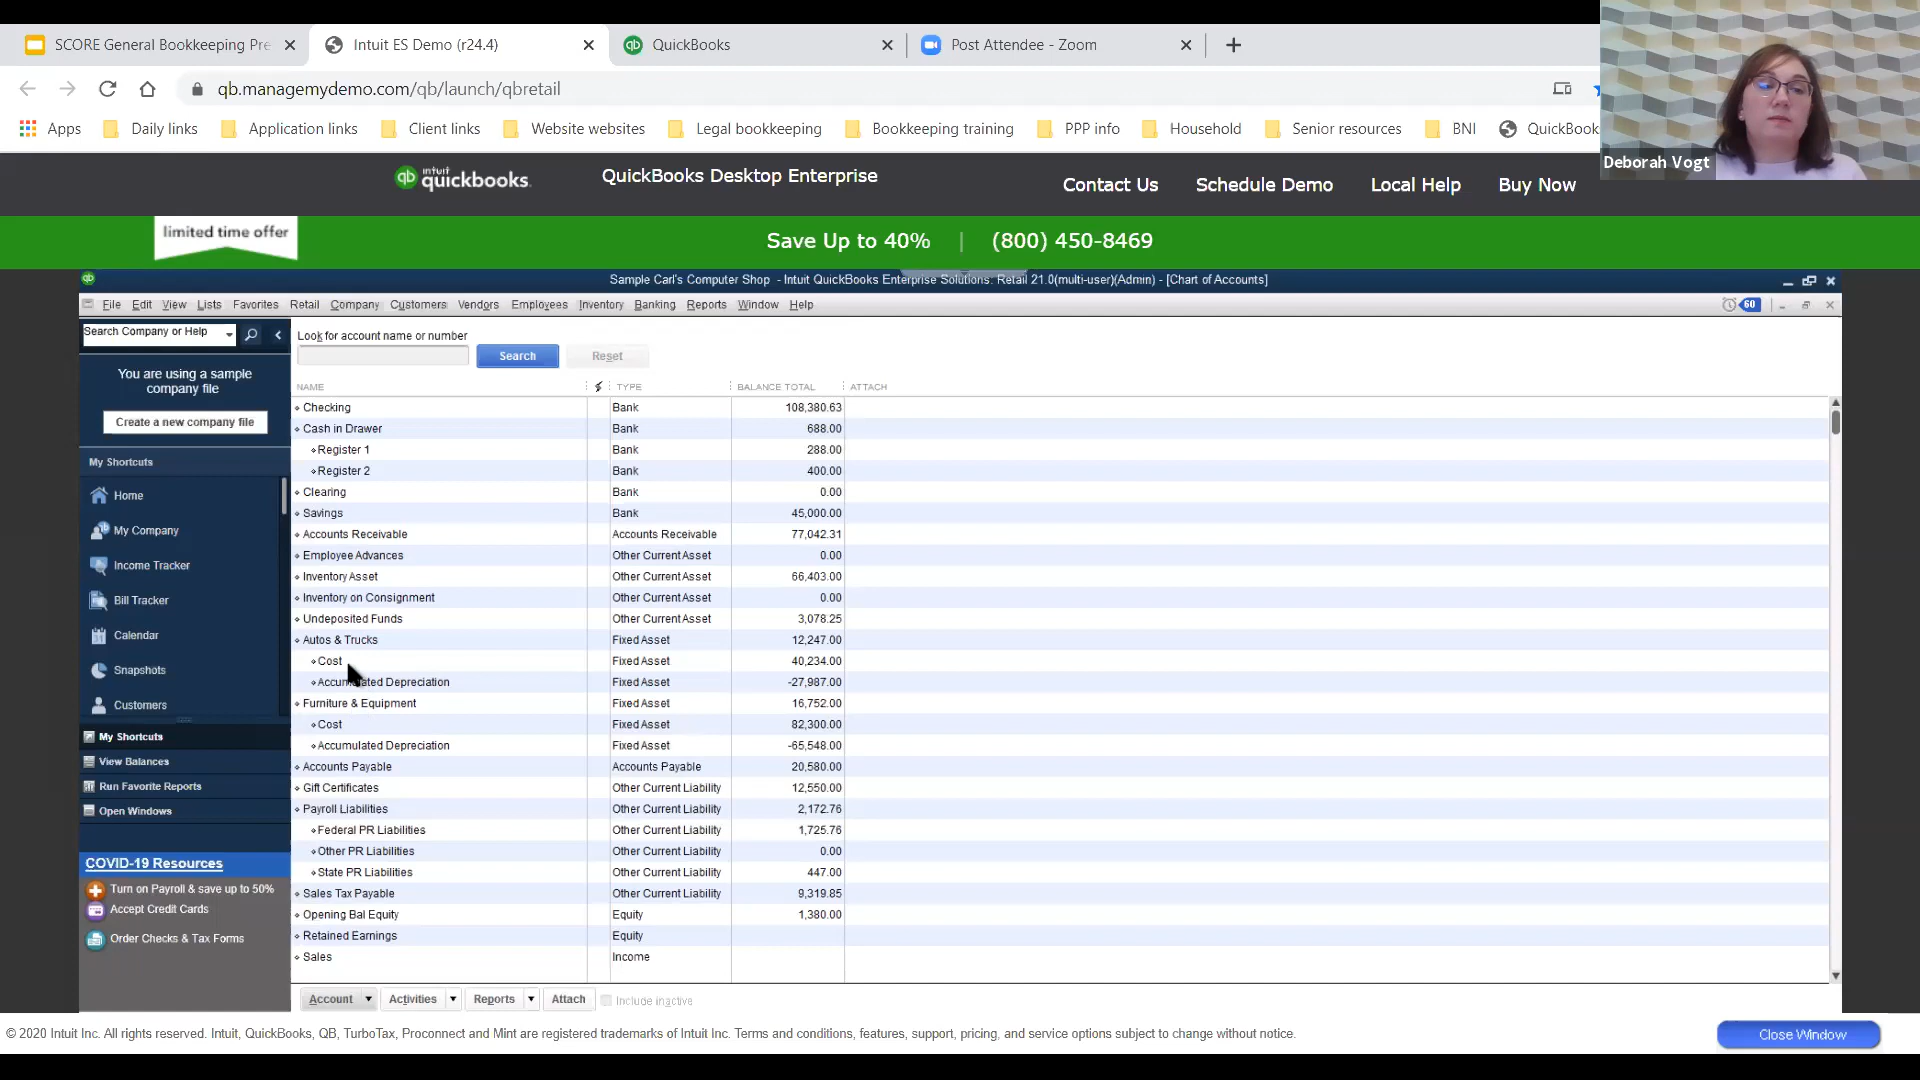 SCORE General Bookkeeping Pre
Intuit ES Demo (r24.4)
QuickBooks
Post Attendee - Zoom
qb.managemydemo.com/qb/launch/qbretail
Apps Daily links Application links Client links Website websites Legal bookkeeping Bookkeeping training PPP info Household Senior resources BNI QuickBook
Deborah Vogt
intuit
qb quickbooks.
QuickBooks Desktop Enterprise
Contact Us Schedule Demo Local Help Buy Now
limited time offer
Save Up to 40% | (800) 450-8469
Sample Carl's Computer Shop - Intuit QuickBooks Enterprise Solutions: Retail 21.0(multi-user)(Admin) - [Chart of Accounts]
File Edit View Lists Favorites Retail Company Customers Vendors Employees Inventory Banking Reports Window Help
60
Search Company or Help
You are using a sample
company file
Create a new company file
My Shortcuts
Home
My Company
Income Tracker
Bill Tracker
Calendar
Snapshots
Customers
My Shortcuts
View Balances
Run Favorite Reports
Open Windows
COVID-19 Resources
Turn on Payroll & save up to 50%
Accept Credit Cards
Order Checks & Tax Forms
Look for account name or number
Search Reset
NAME TYPE BALANCE TOTAL ATTACH
Checking Bank 108,380.63
Cash in Drawer Bank 688.00
Register 1 Bank 288.00
Register 2 Bank 400.00
Clearing Bank 0.00
Savings Bank 45,000.00
Accounts Receivable Accounts Receivable 77,042.31
Employee Advances Other Current Asset 0.00
Inventory Asset Other Current Asset 66,403.00
Inventory on Consignment Other Current Asset 0.00
Undeposited Funds Other Current Asset 3,078.25
Autos & Trucks Fixed Asset 12,247.00
Cost Fixed Asset 40,234.00
Accumulated Depreciation Fixed Asset -27,987.00
Furniture & Equipment Fixed Asset 16,752.00
Cost Fixed Asset 82,300.00
Accumulated Depreciation Fixed Asset -65,548.00
Accounts Payable Accounts Payable 20,580.00
Gift Certificates Other Current Liability 12,550.00
Payroll Liabilities Other Current Liability 2,172.76
Federal PR Liabilities Other Current Liability 1,725.76
Other PR Liabilities Other Current Liability 0.00
State PR Liabilities Other Current Liability 447.00
Sales Tax Payable Other Current Liability 9,319.85
Opening Bal Equity Equity 1,380.00
Retained Earnings Equity
Sales Income
Account Activities Reports Attach Include inactive
© 2020 Intuit Inc. All rights reserved. Intuit, QuickBooks, QB, TurboTax, Proconnect and Mint are registered trademarks of Intuit Inc. Terms and conditions, features, support, pricing, and service options subject to change without notice.
Close Window